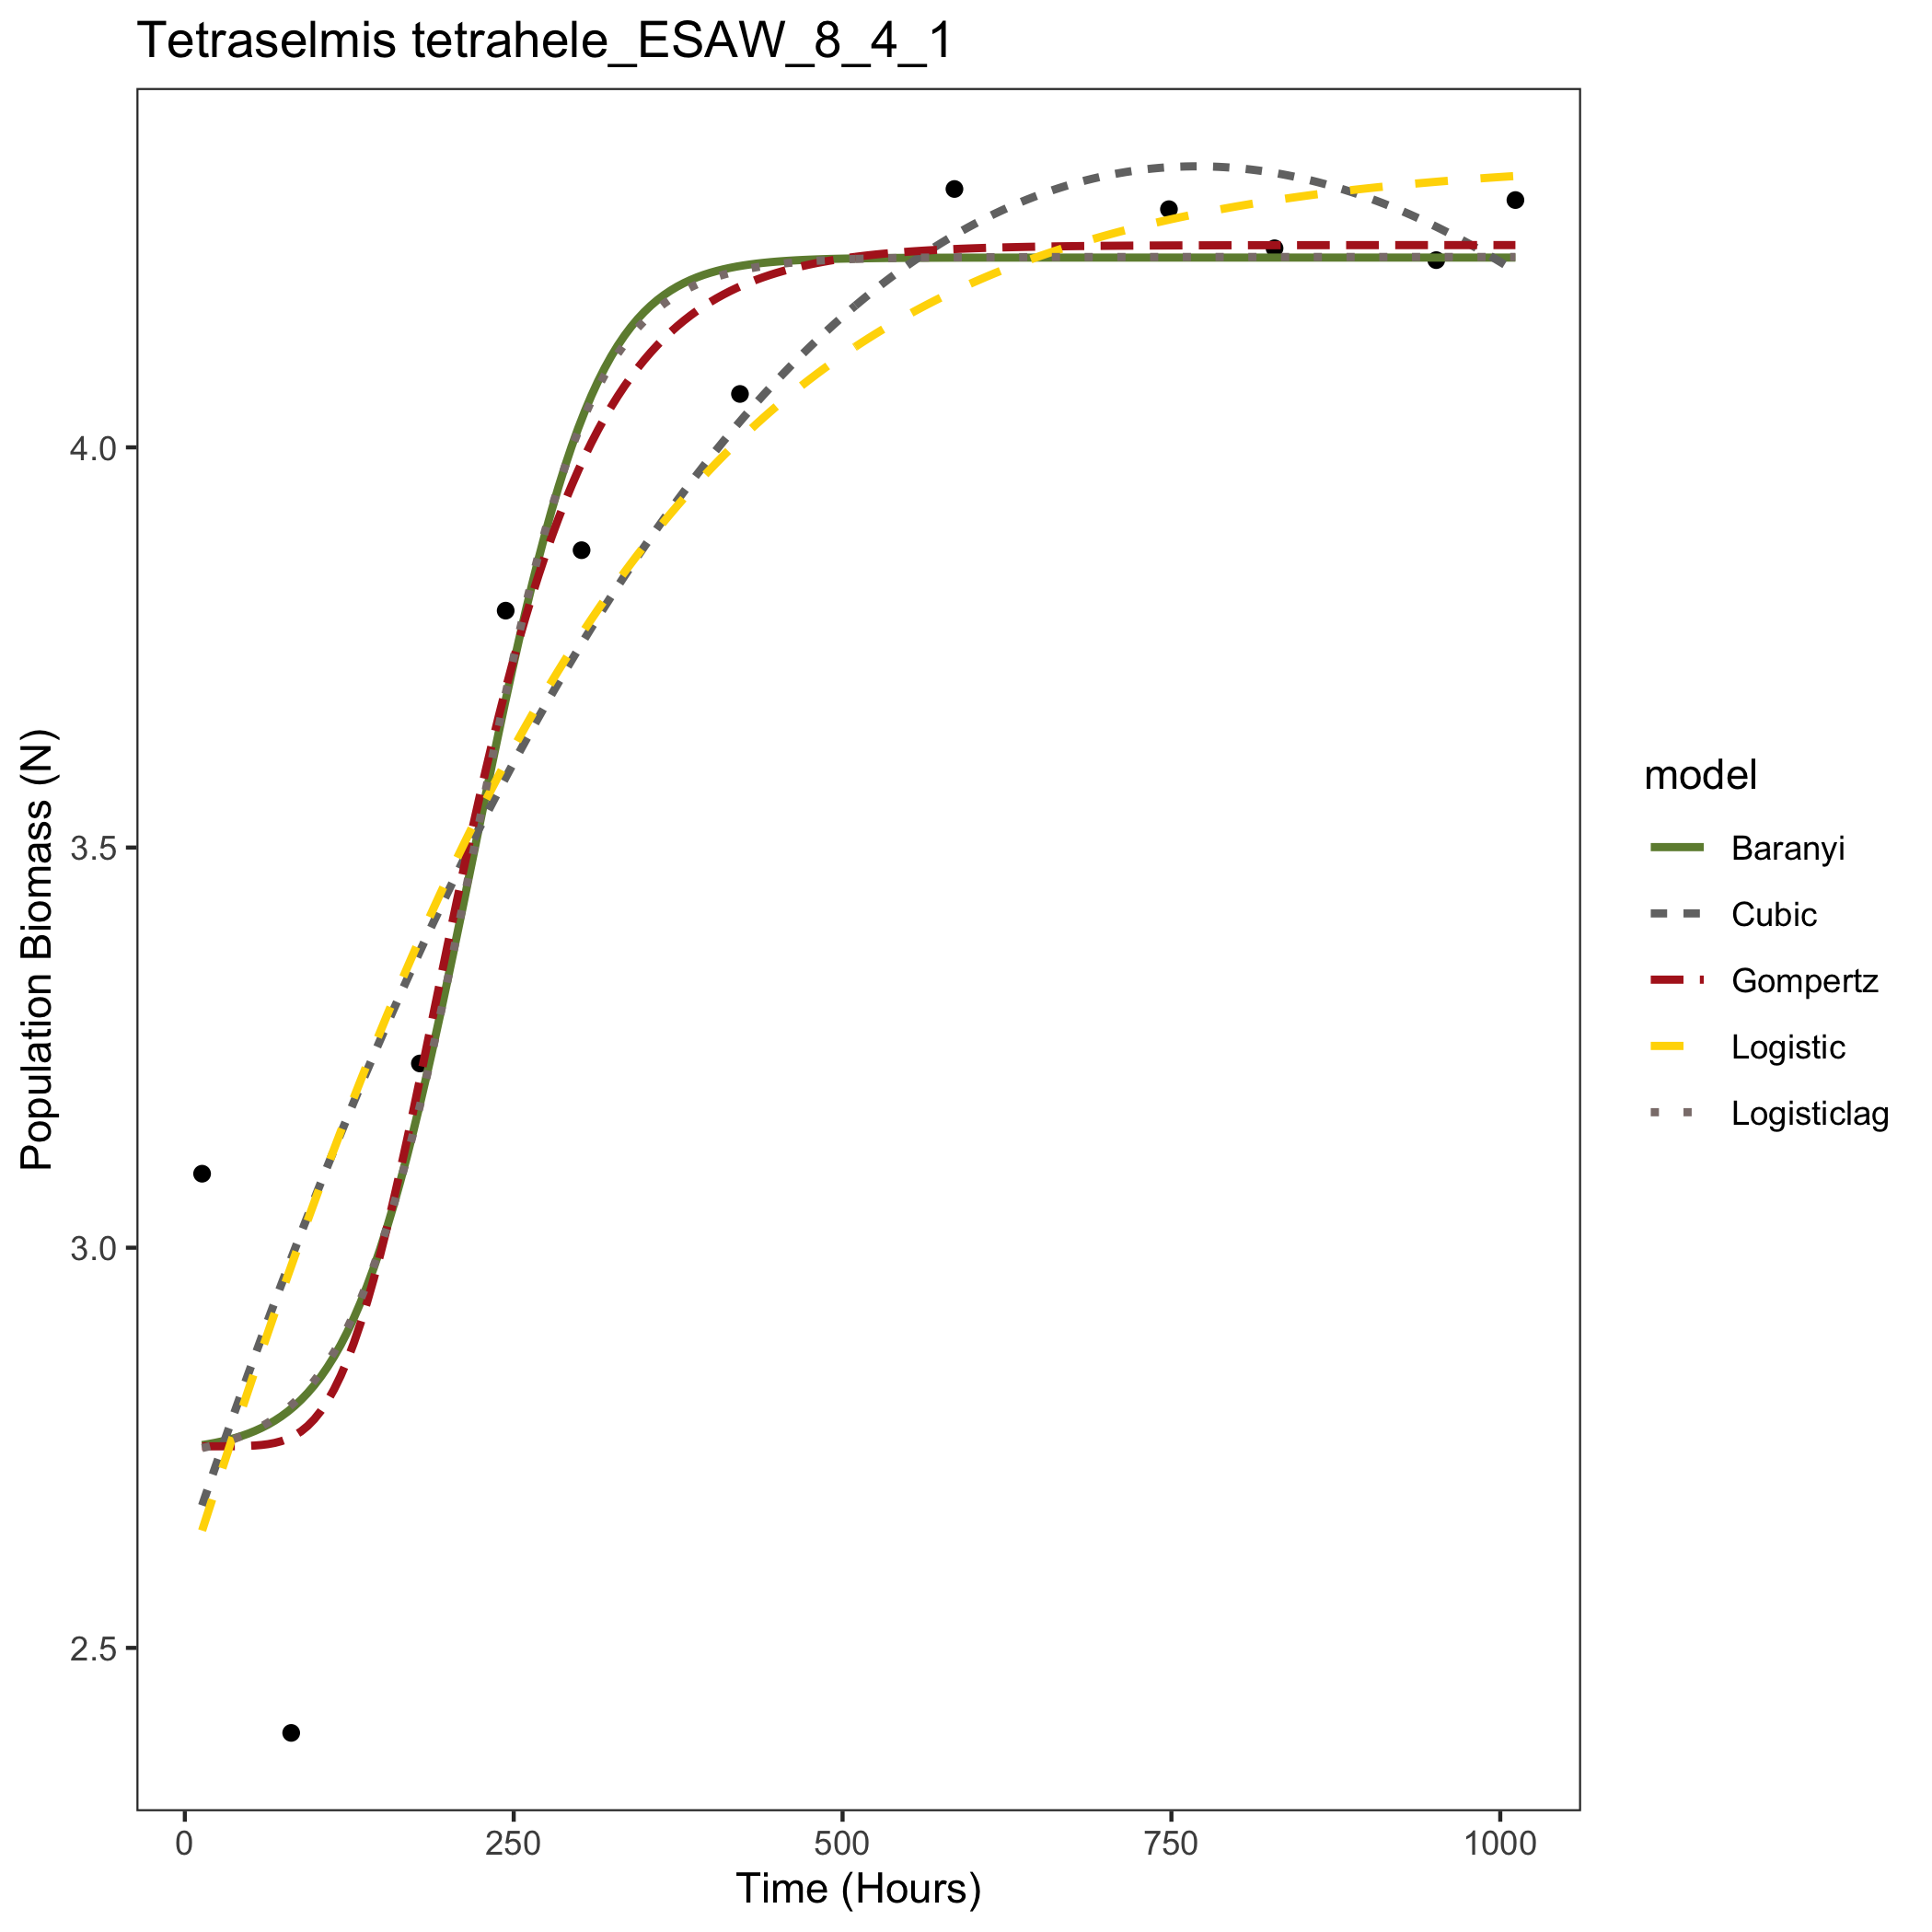 Tetraselmis tetrahele_ESAW_8_4_1
Population Biomass (N)
4.0
3.5
3.0
2.5
0
250
500
750
1000
Time (Hours)
model
Baranyi
Cubic
Gompertz
Logistic
Logisticlag